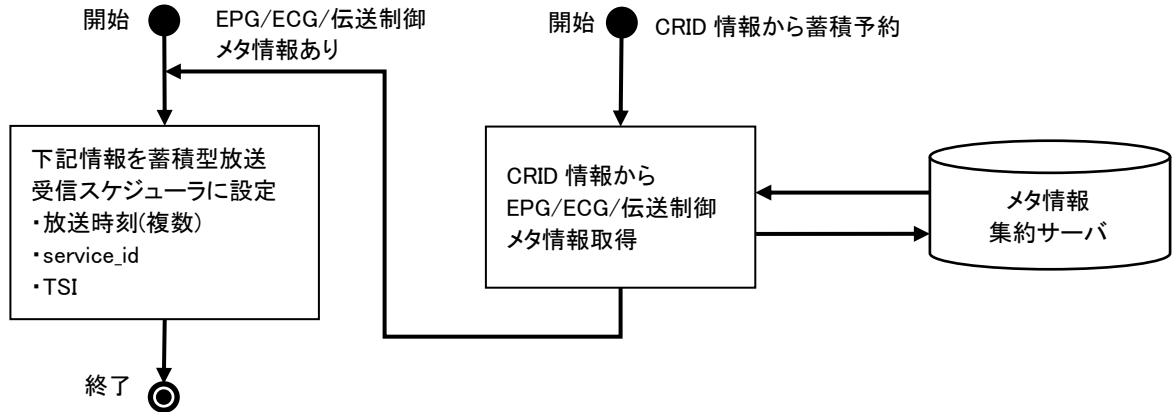 開始
EPG/ECG/伝送制御
メタ情報あり
下記情報を蓄積型放送
受信スケジューラに設定
・放送時刻(複数)
・service_id
・TSI
終了
開始
CRID 情報から蓄積予約
CRID 情報から
EPG/ECG/伝送制御
メタ情報取得
メタ情報
集約サーバ